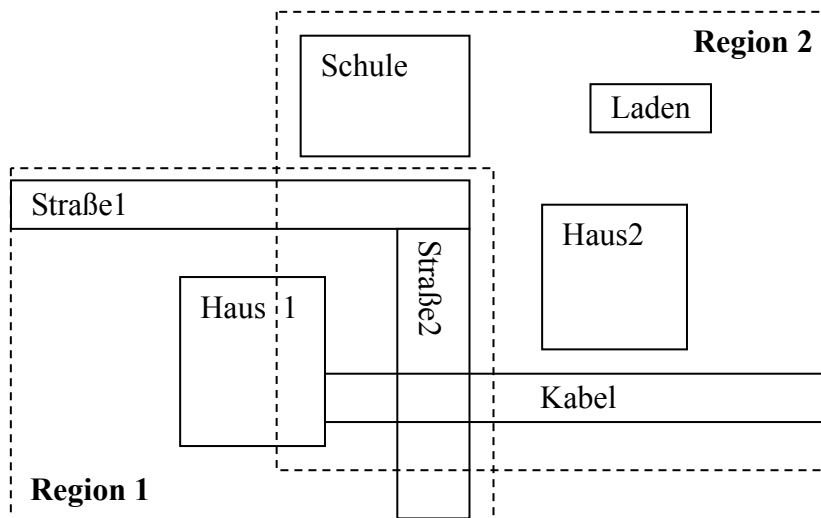 Schule
Region 2
Laden
Straße1
Haus2
Straße2
Haus 1
Kabel
Region 1